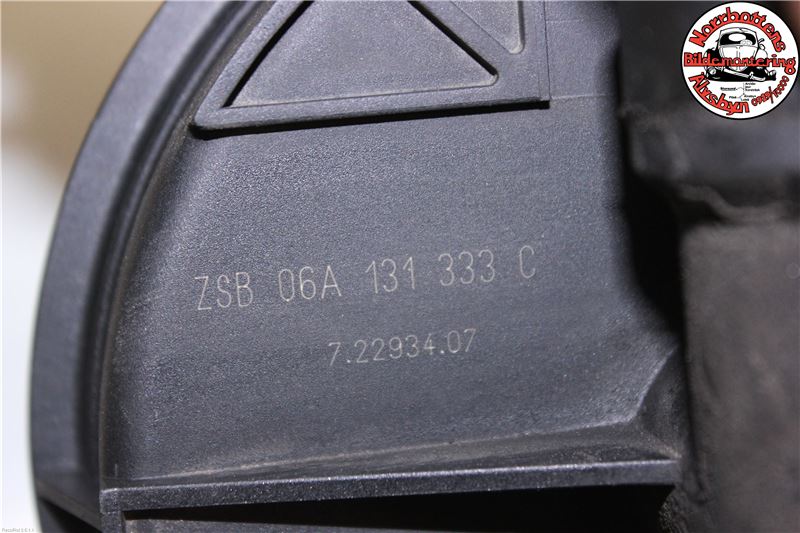 Norrbottens
Bildemontering
Älvsbyn
ZSB 06A 131 333 C
7.22934.07